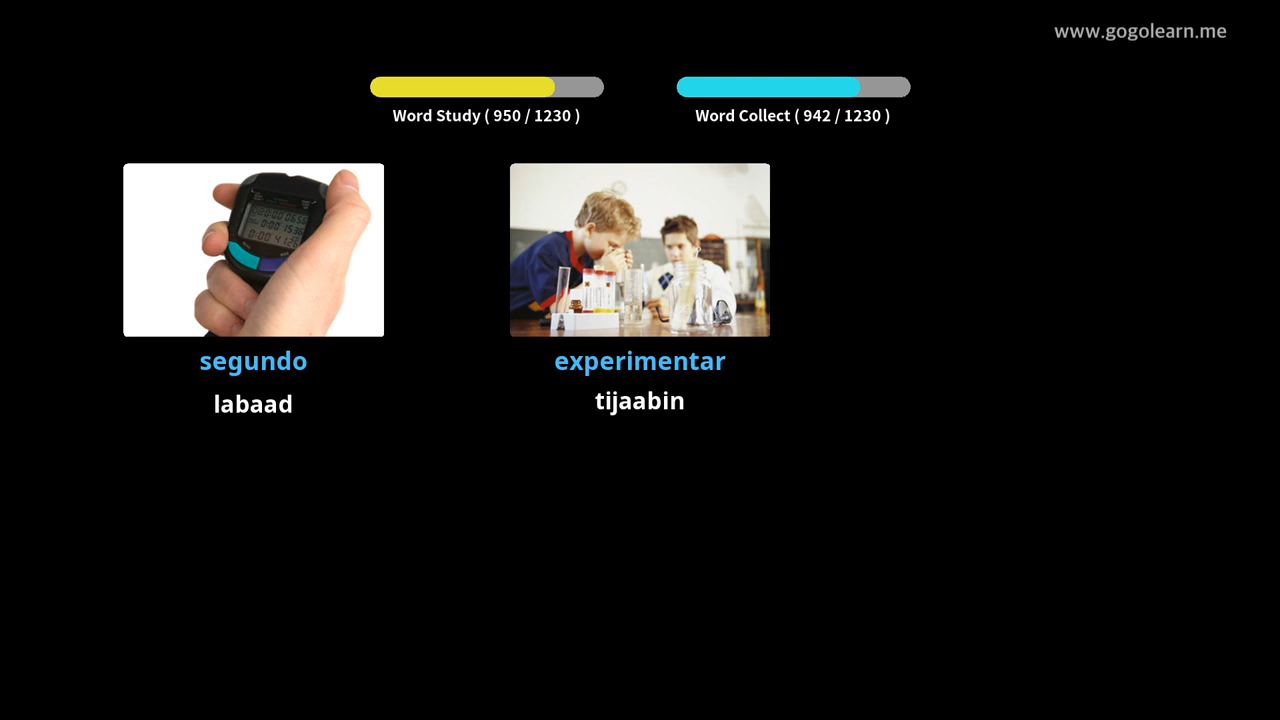 www.gogolearn.me
Word Study ( 950 / 1230 )
Word Collect ( 942 / 1230 )
segundo
labaad
experimentar
tijaabin